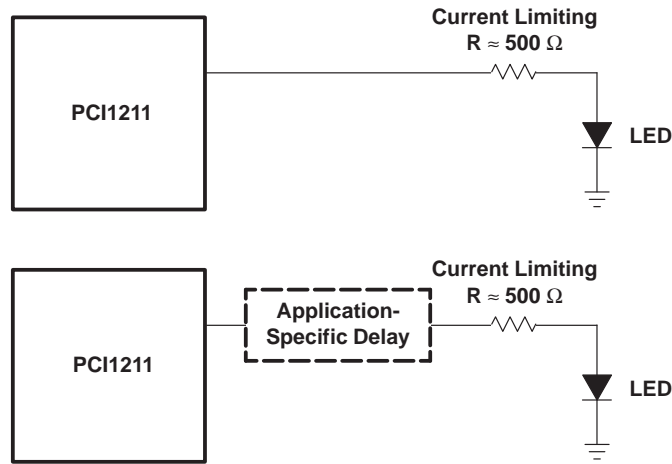 Current Limiting
R ≈ 500 Ω
PCI1211
LED
Current Limiting
R ≈ 500 Ω
Application-
Specific Delay
PCI1211
LED